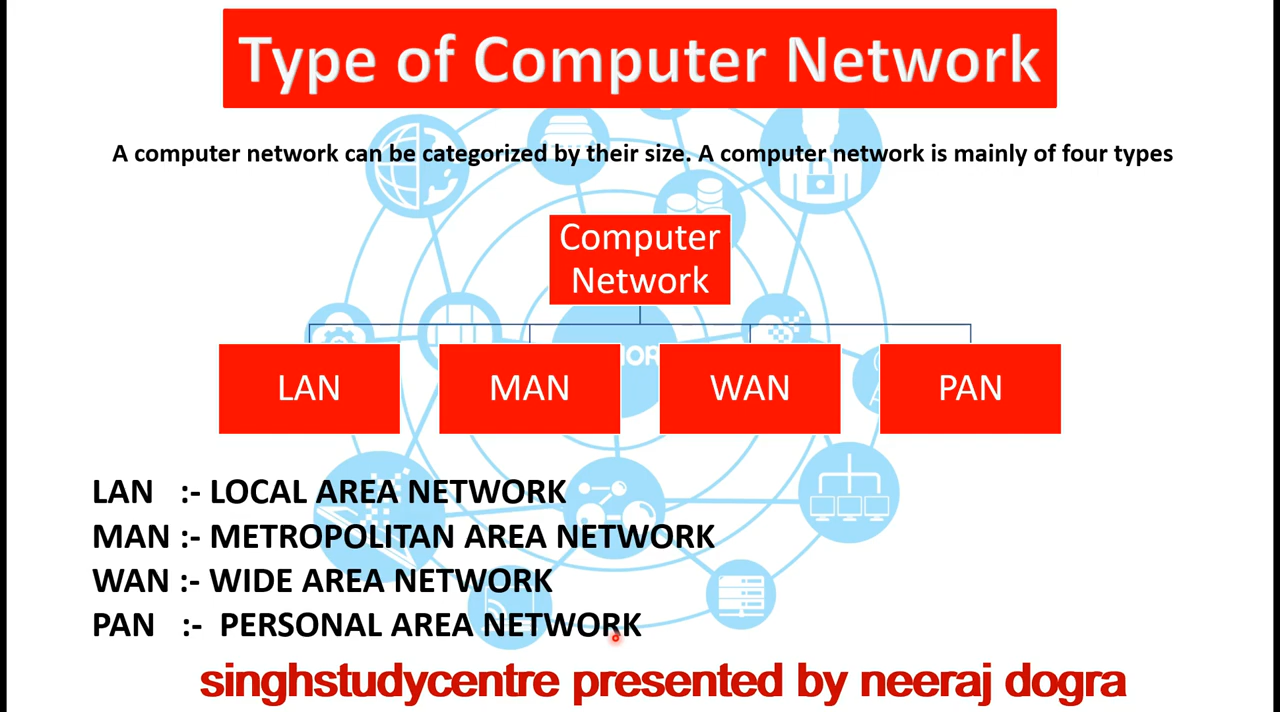 Type of Computer Network
A computer network can be categorized by their size. A computer network is mainly of four types
Computer
Network
LAN
MAN
WAN
PAN
LAN :- LOCAL AREA NETWORK
MAN :- METROPOLITAN AREA NETWORK
WAN :- WIDE AREA NETWORK
PAN :- PERSONAL AREA NETWORK
singhstudycentre presented by neeraj dogra